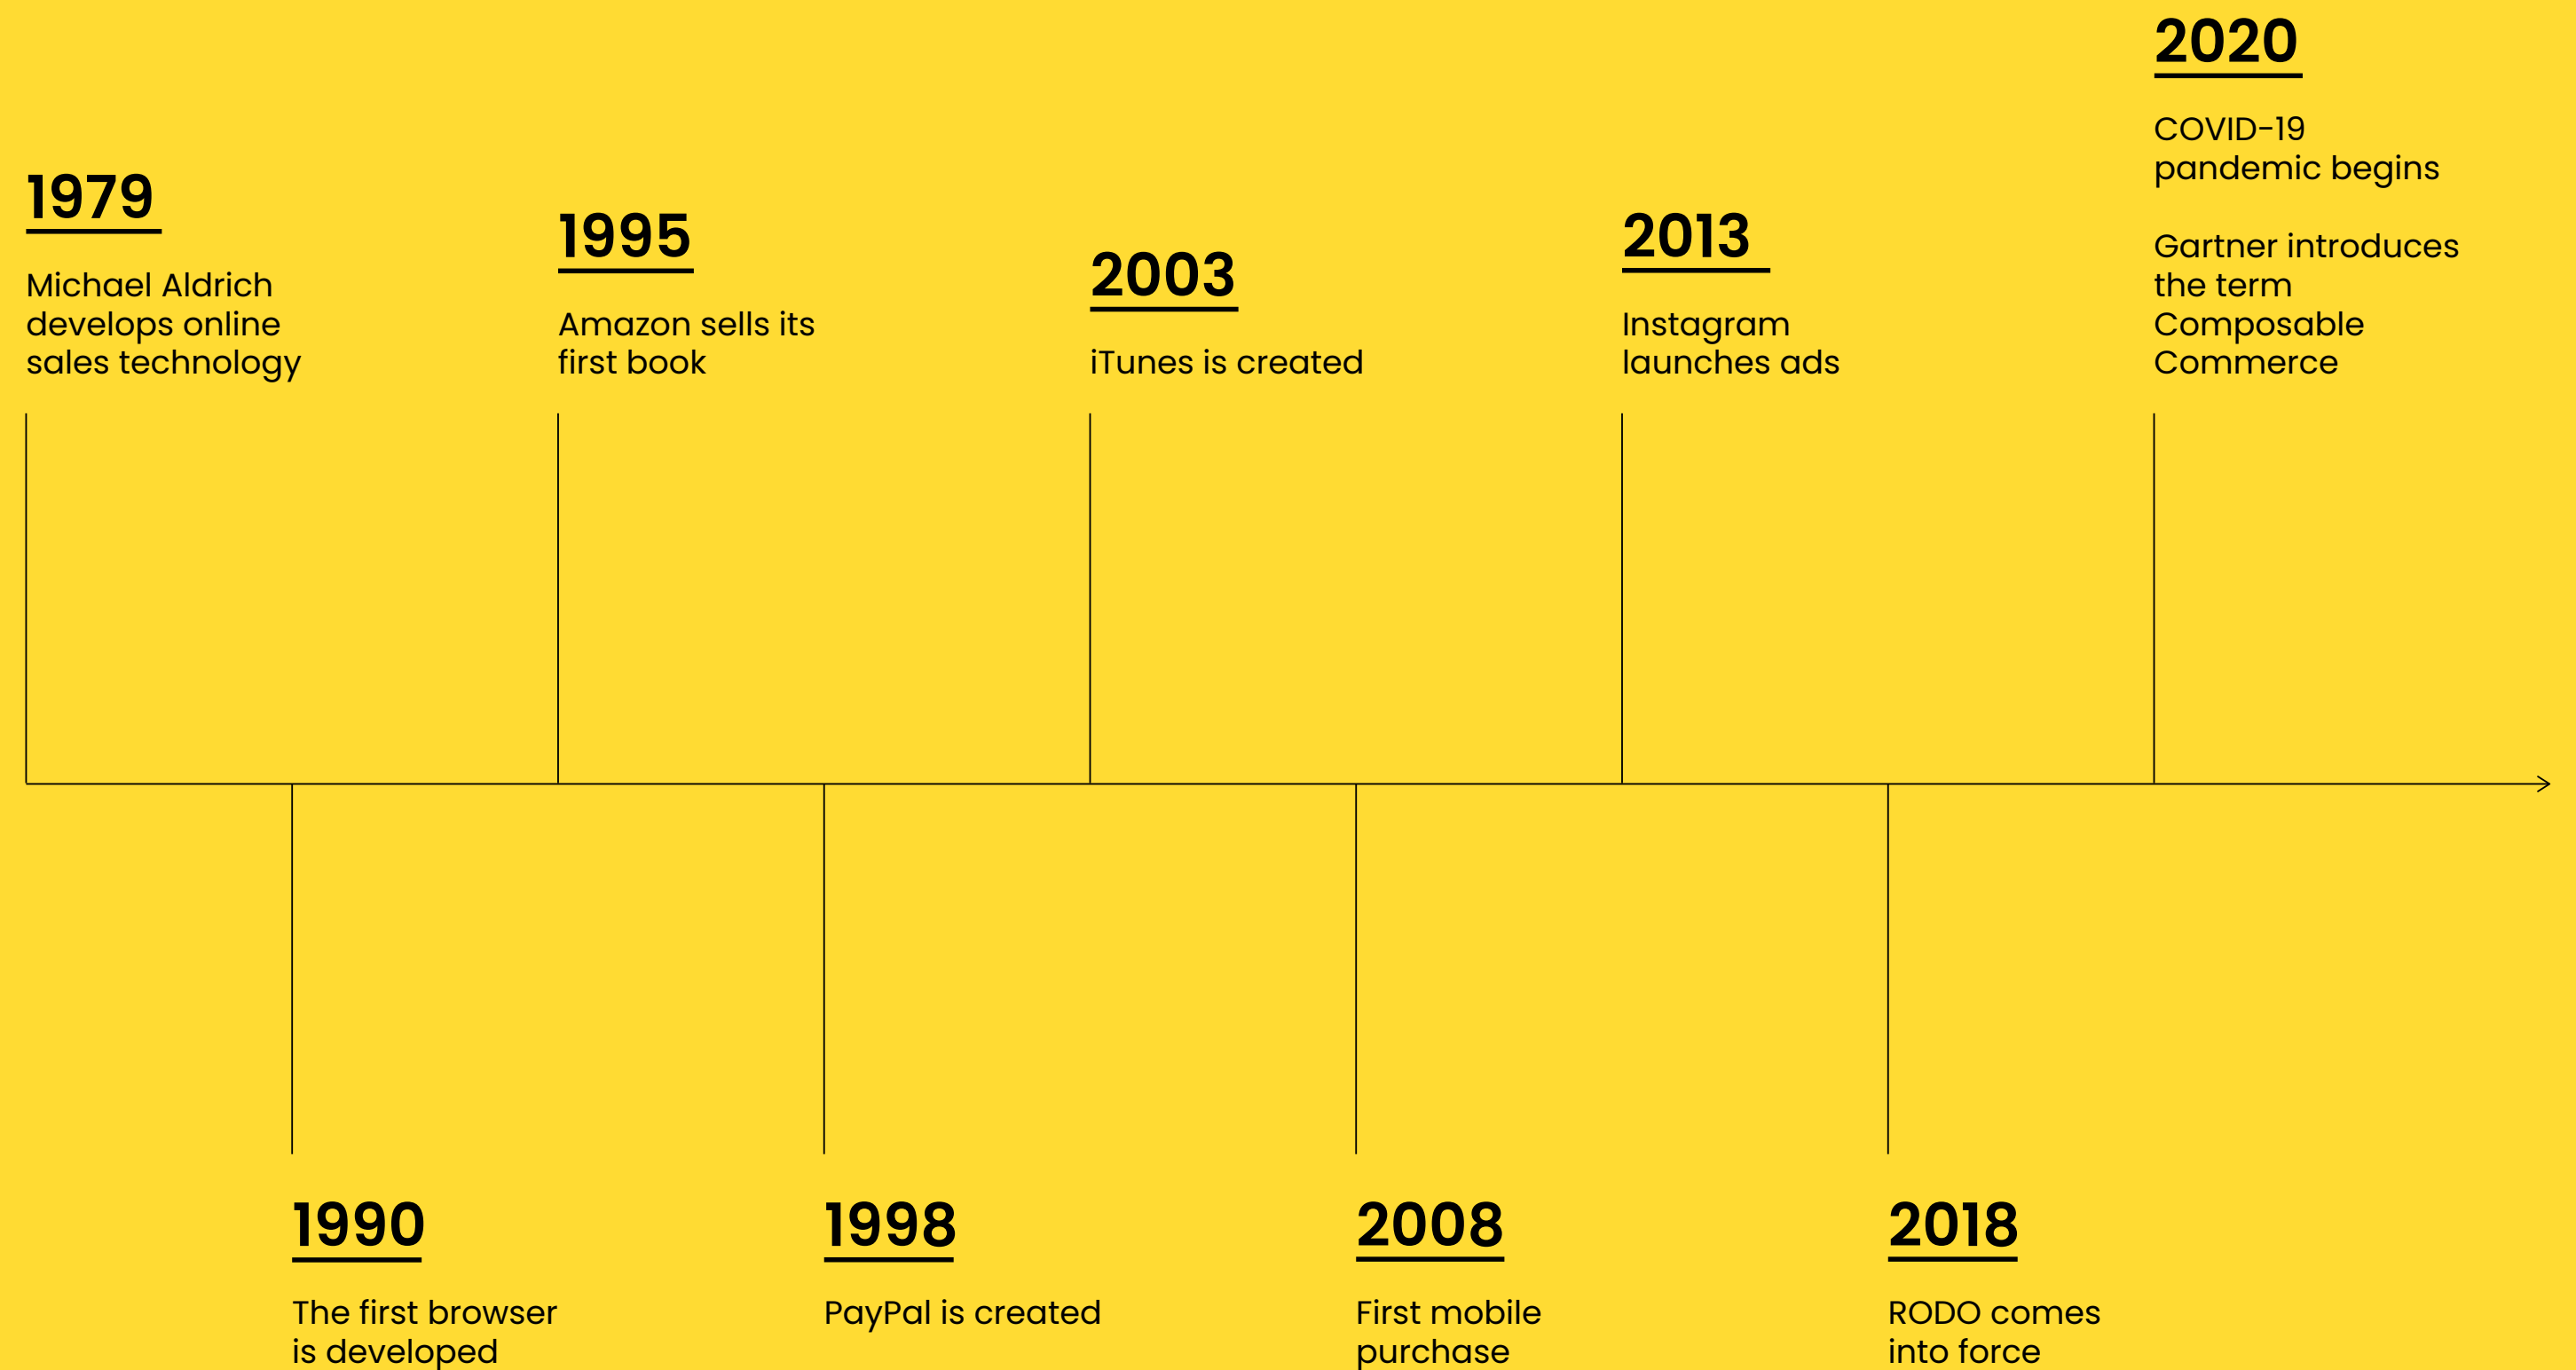 1979
Michael Aldrich
develops online
sales technology
1990
The first browser
is developed
1995
Amazon sells its
first book
1998
PayPal is created
2003
iTunes is created
2008
First mobile
purchase
2013
Instagram
launches ads
2018
RODO comes
into force
2020
COVID-19
pandemic begins
Gartner introduces
the term
Composable
Commerce